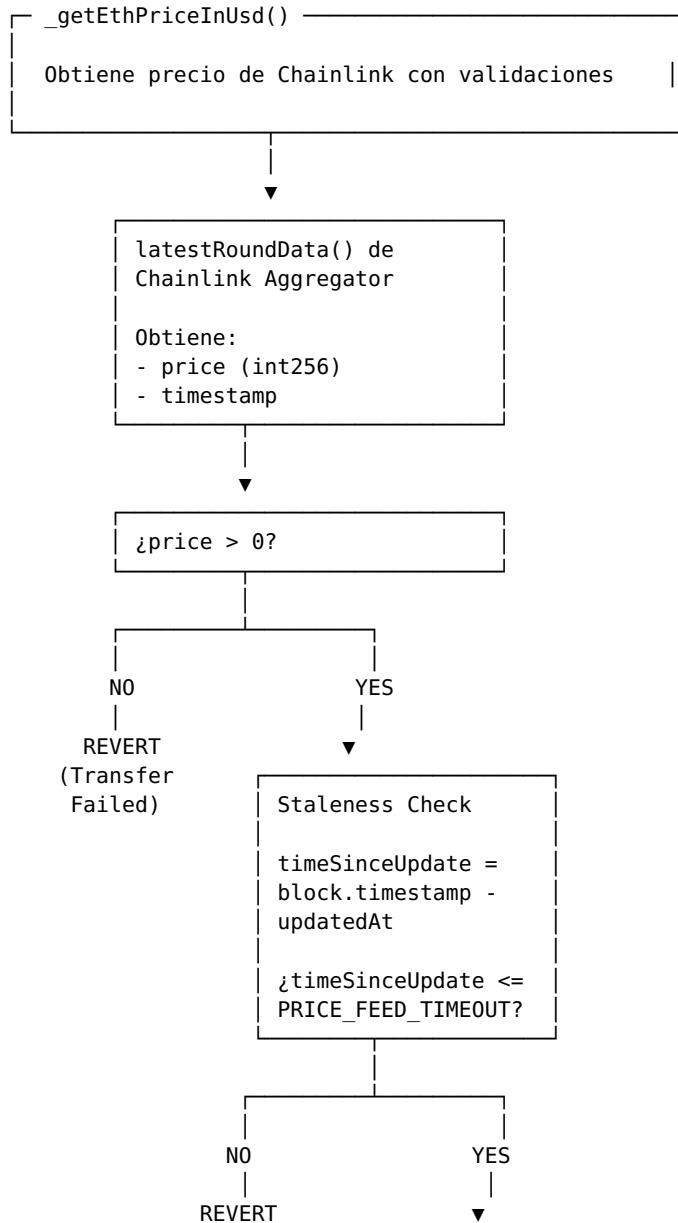 _getEthPriceInUsd()
Obtiene precio de Chainlink con validaciones
latestRoundData() de
Chainlink Aggregator
Obtiene:
- price (int256)
- timestamp
¿price > 0?
NO YES
REVERT
(Transfer
Failed)
Staleness Check
timeSinceUpdate =
block.timestamp -
updatedAt
¿timeSinceUpdate <=
PRICE_FEED_TIMEOUT?
NO YES
REVERT